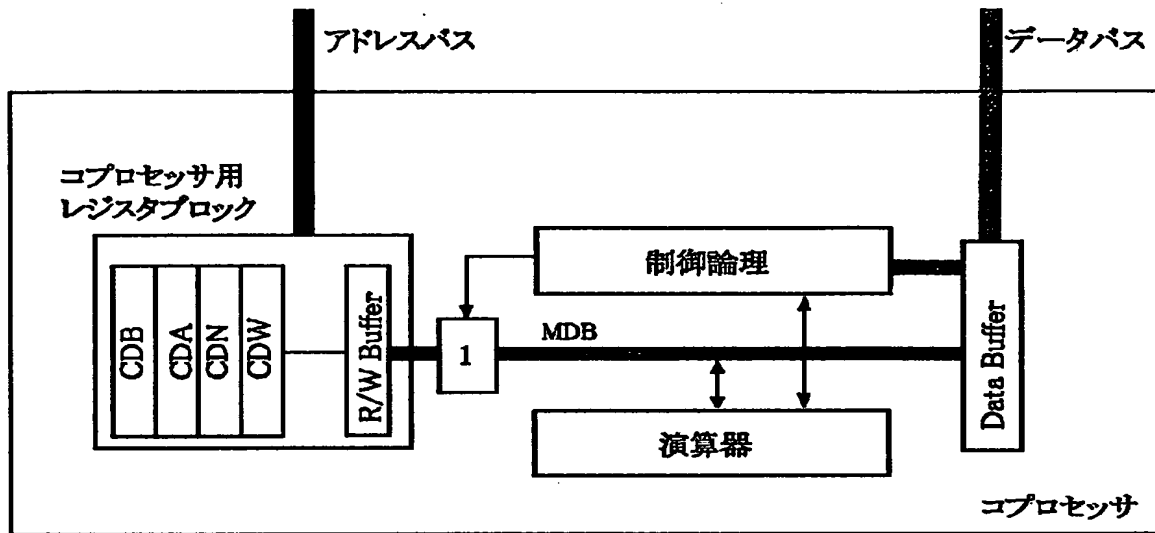 アドレスバス
データバス
コプロセッサ用
レジスタブロック
制御論理
CDB
CDA
CDN
CDW
R/W Buffer
1
MDB
Data Buffer
演算器
コプロセッサ